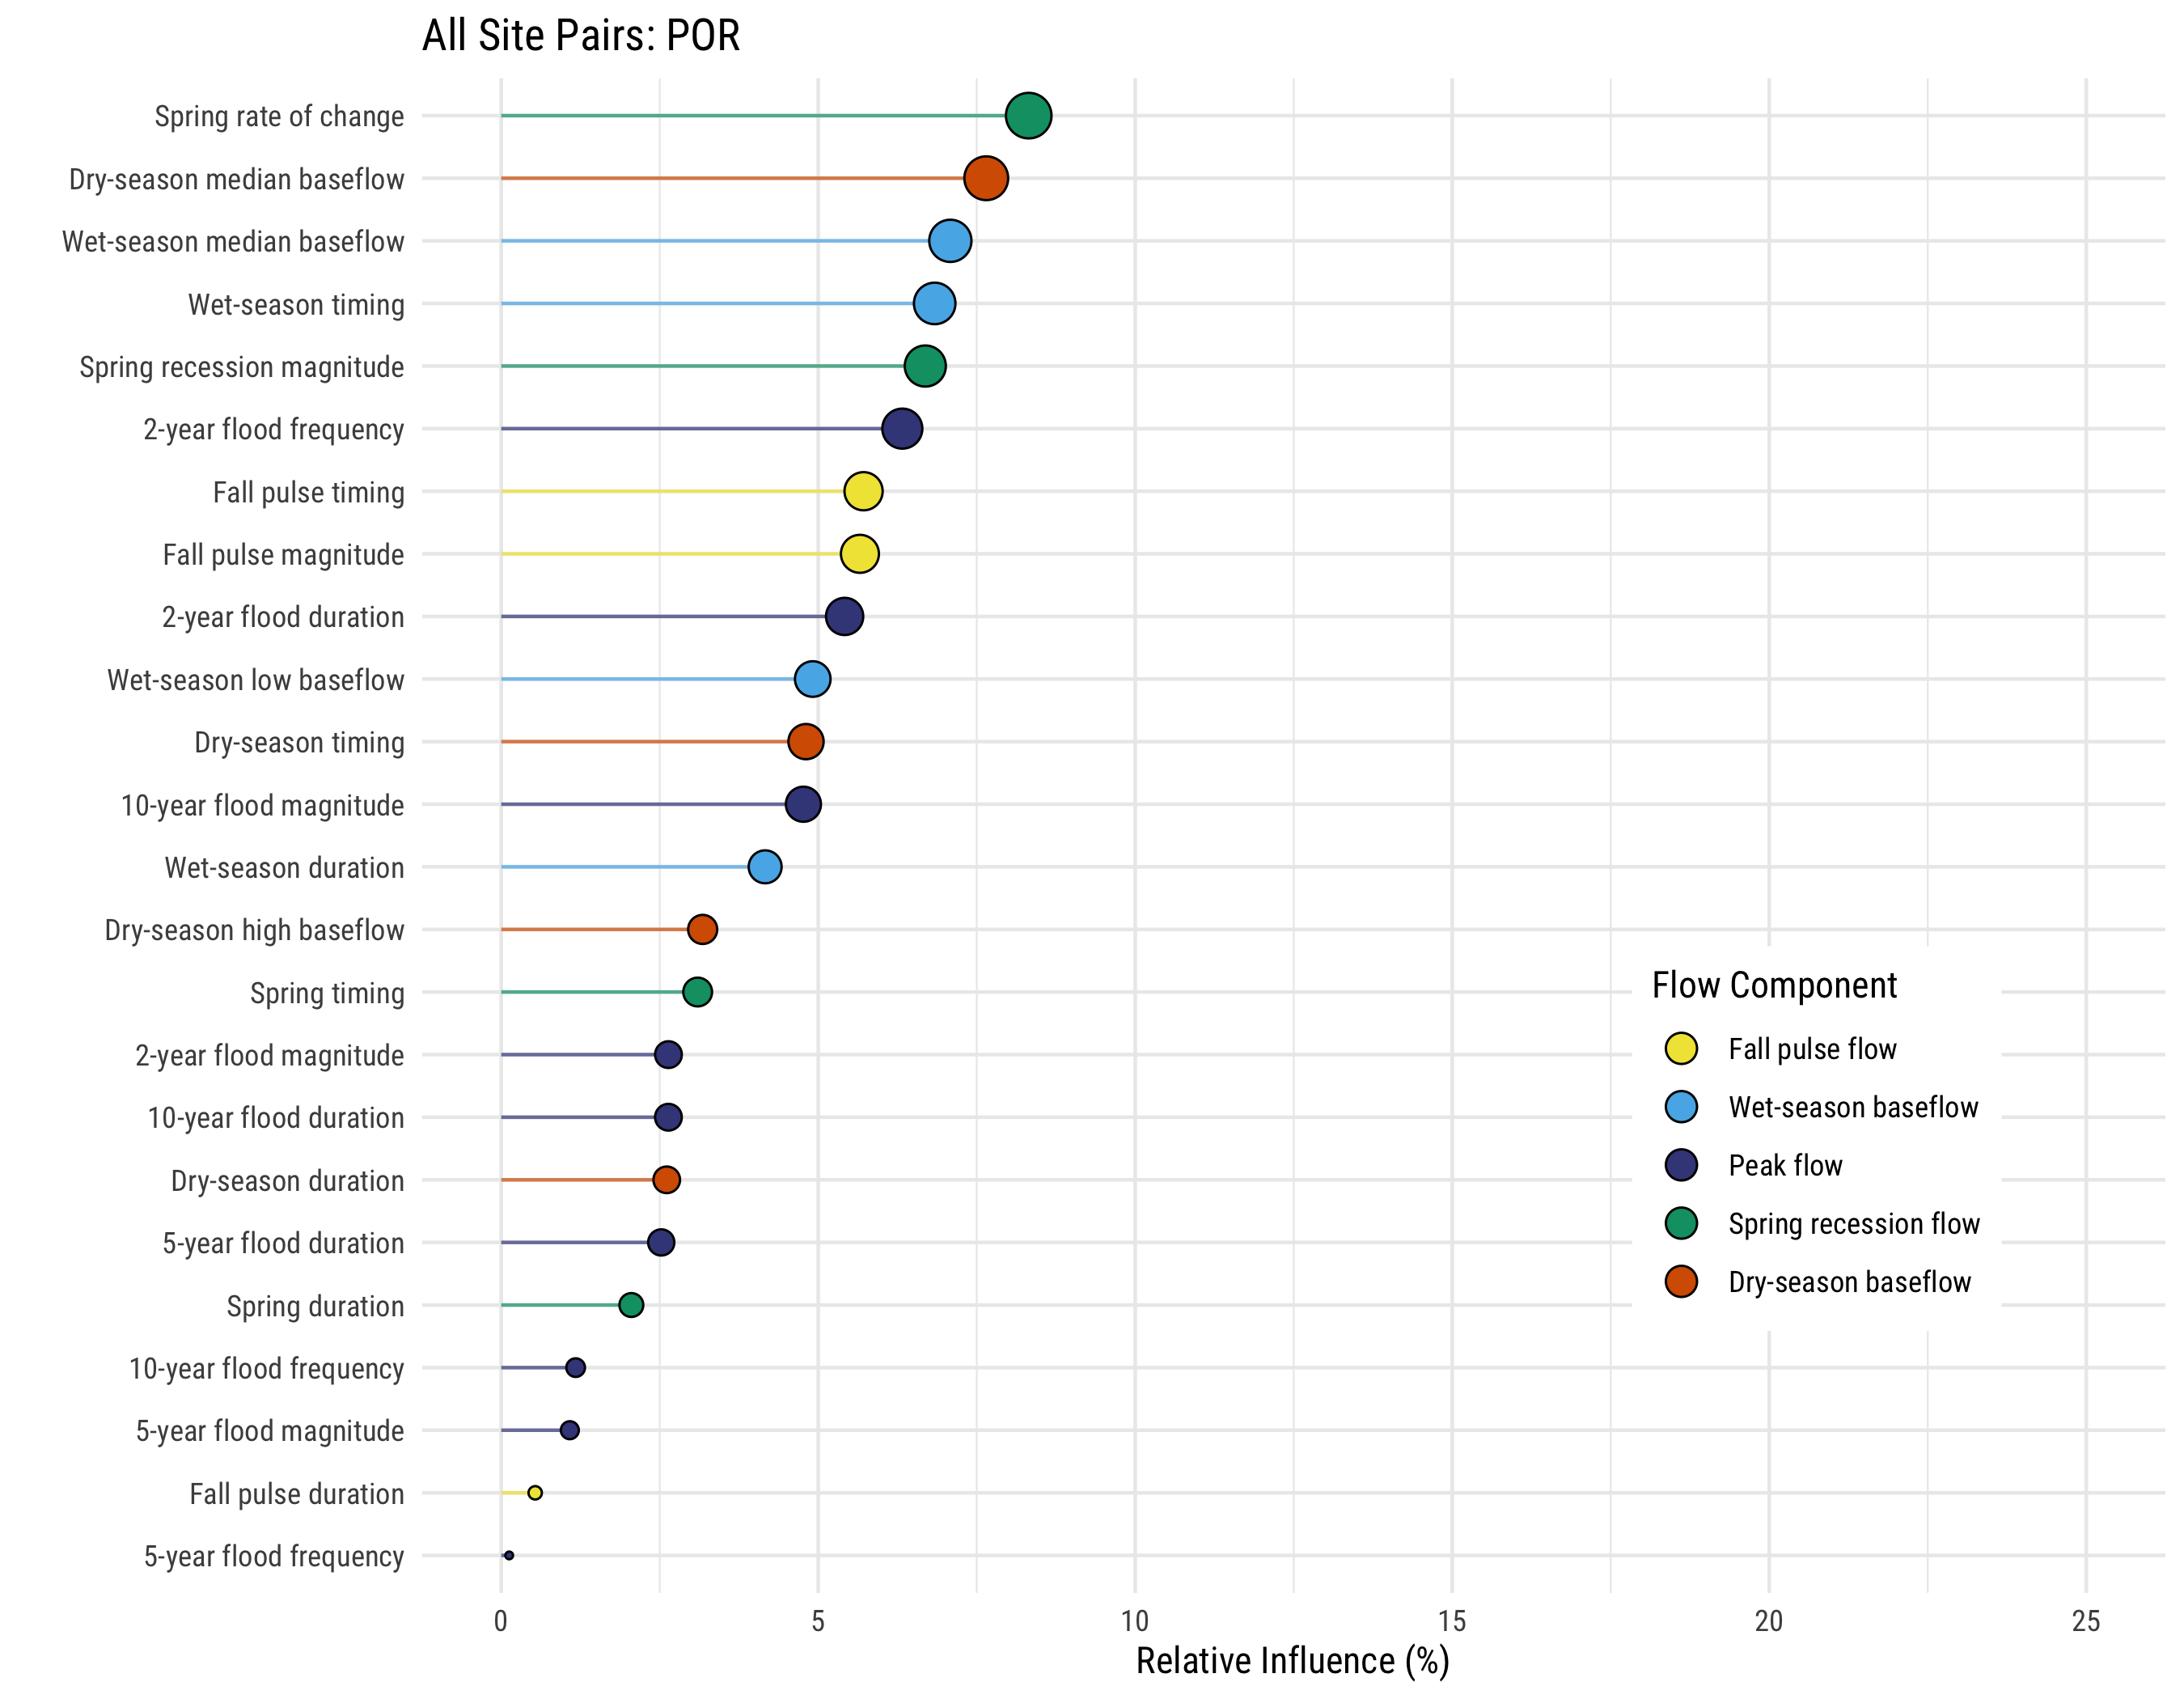 All Site Pairs: POR
Spring rate of change
Dry-season median baseflow
Wet-season median baseflow
Wet-season timing
Spring recession magnitude
2-year flood frequency
Fall pulse timing
Fall pulse magnitude
2-year flood duration
Wet-season low baseflow
Dry-season timing
10-year flood magnitude
Wet-season duration
Dry-season high baseflow
Spring timing
2-year flood magnitude
10-year flood duration
Dry-season duration
5-year flood duration
Spring duration
10-year flood frequency
5-year flood magnitude
Fall pulse duration
5-year flood frequency
Flow Component
Fall pulse flow
Wet-season baseflow
Peak flow
Spring recession flow
Dry-season baseflow
0 5 10 15 20 25
Relative Influence (%)